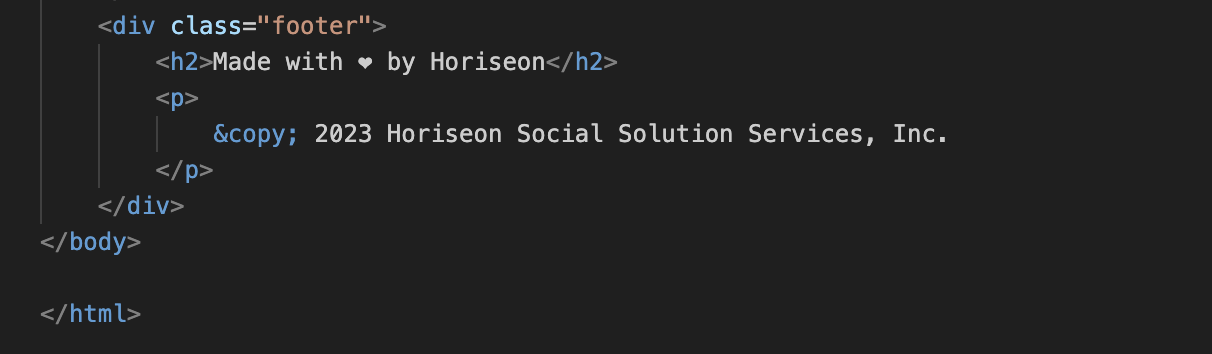 <div class="footer">
<h2>Made with ❤ by Horiseon</h2>
<p>
&copy; 2023 Horiseon Social Solution Services, Inc.
</p>
</div>
</body>
</html>